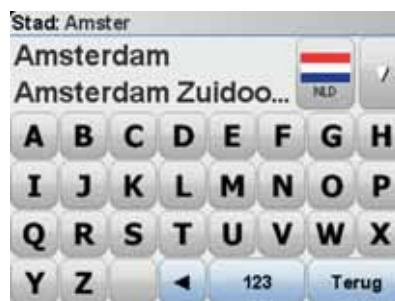 Stad: Amster
Amsterdam
Amsterdam Zuidoo...
NLD
A B C D E F G H
I J K L M N O P
Q R S T U V W X
Y Z 123 Terug